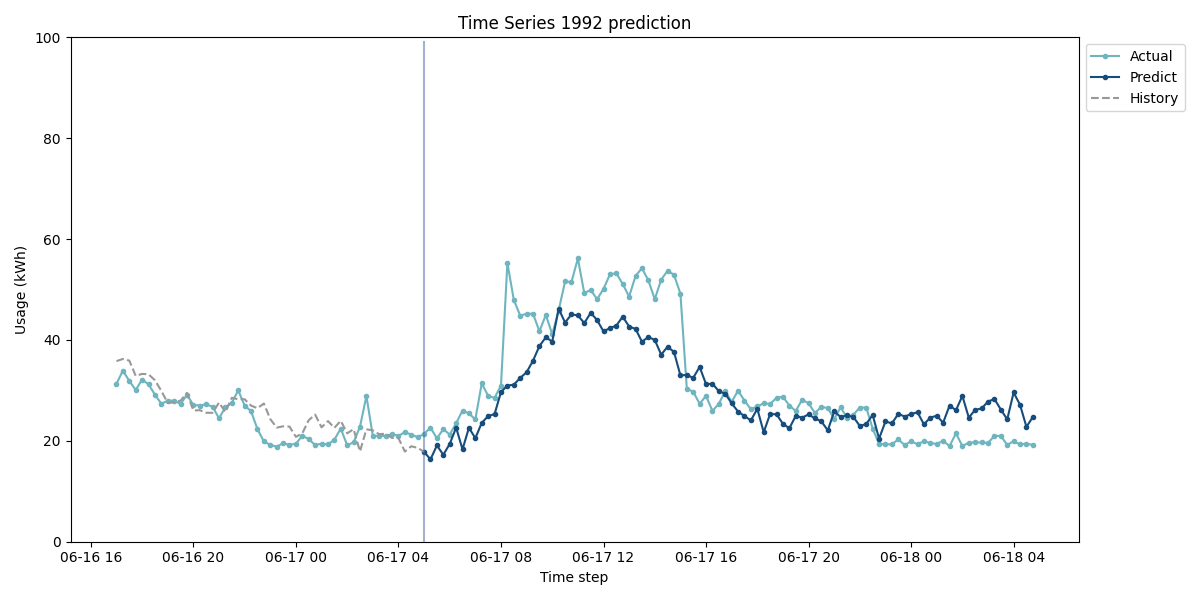 Time Series 1992 prediction
100
80
60
40
20
0
Usage (kWh)
06-16 16
06-16 20
06-17 00
06-17 04
06-17 08
06-17 12
06-17 16
06-17 20
06-18 00
06-18 04
Time step
Actual
Predict
History